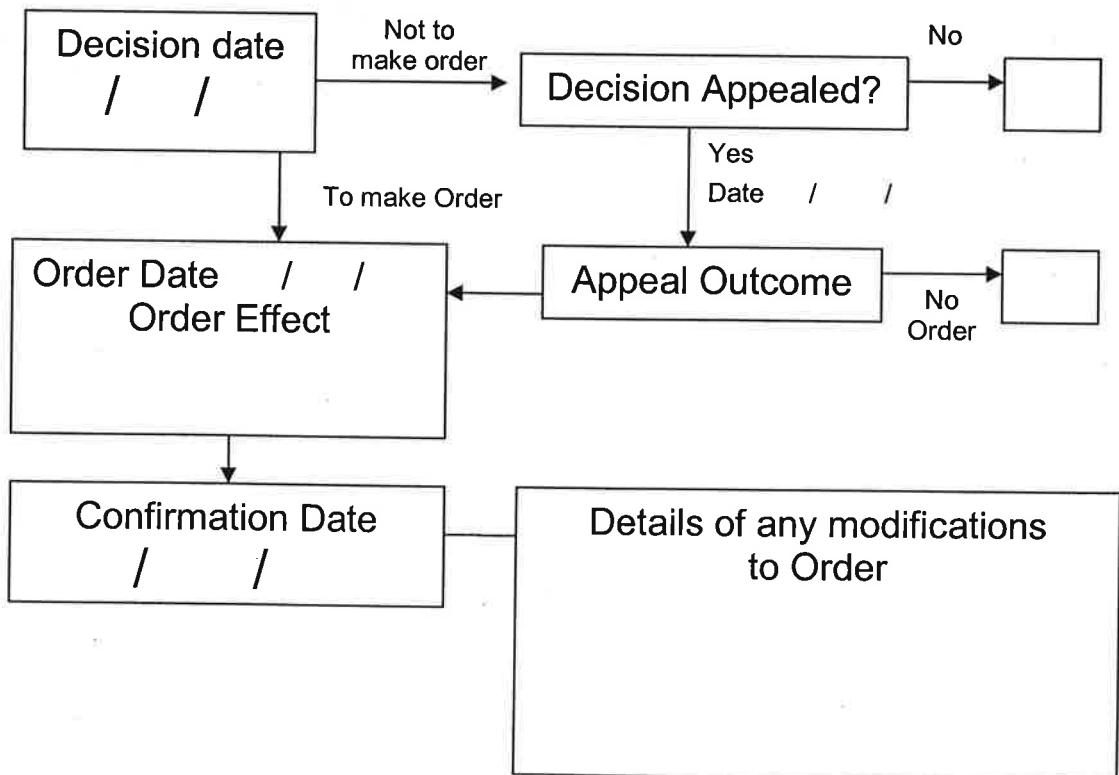 Decision date
/ /
Not to
make order
Decision Appealed?
No
Yes
Date / /
To make Order
Order Date / /
Order Effect
Appeal Outcome
No
Order
Confirmation Date
/ /
Details of any modifications
to Order